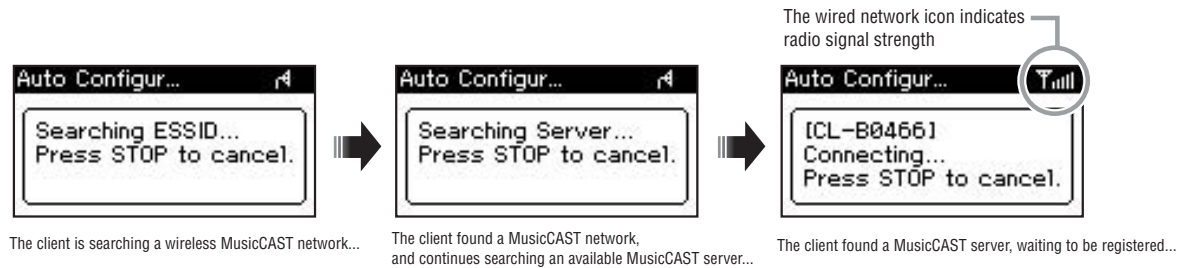 The wired network icon indicates
radio signal strength
Auto Configur...
Searching ESSID...
Press STOP to cancel.
The client is searching a wireless MusicCAST network...
Auto Configur...
Searching Server...
Press STOP to cancel.
The client found a MusicCAST network,
and continues searching an available MusicCAST server...
Auto Configur...
[CL-B0466]
Connecting...
Press STOP to cancel.
The client found a MusicCAST server, waiting to be registered...